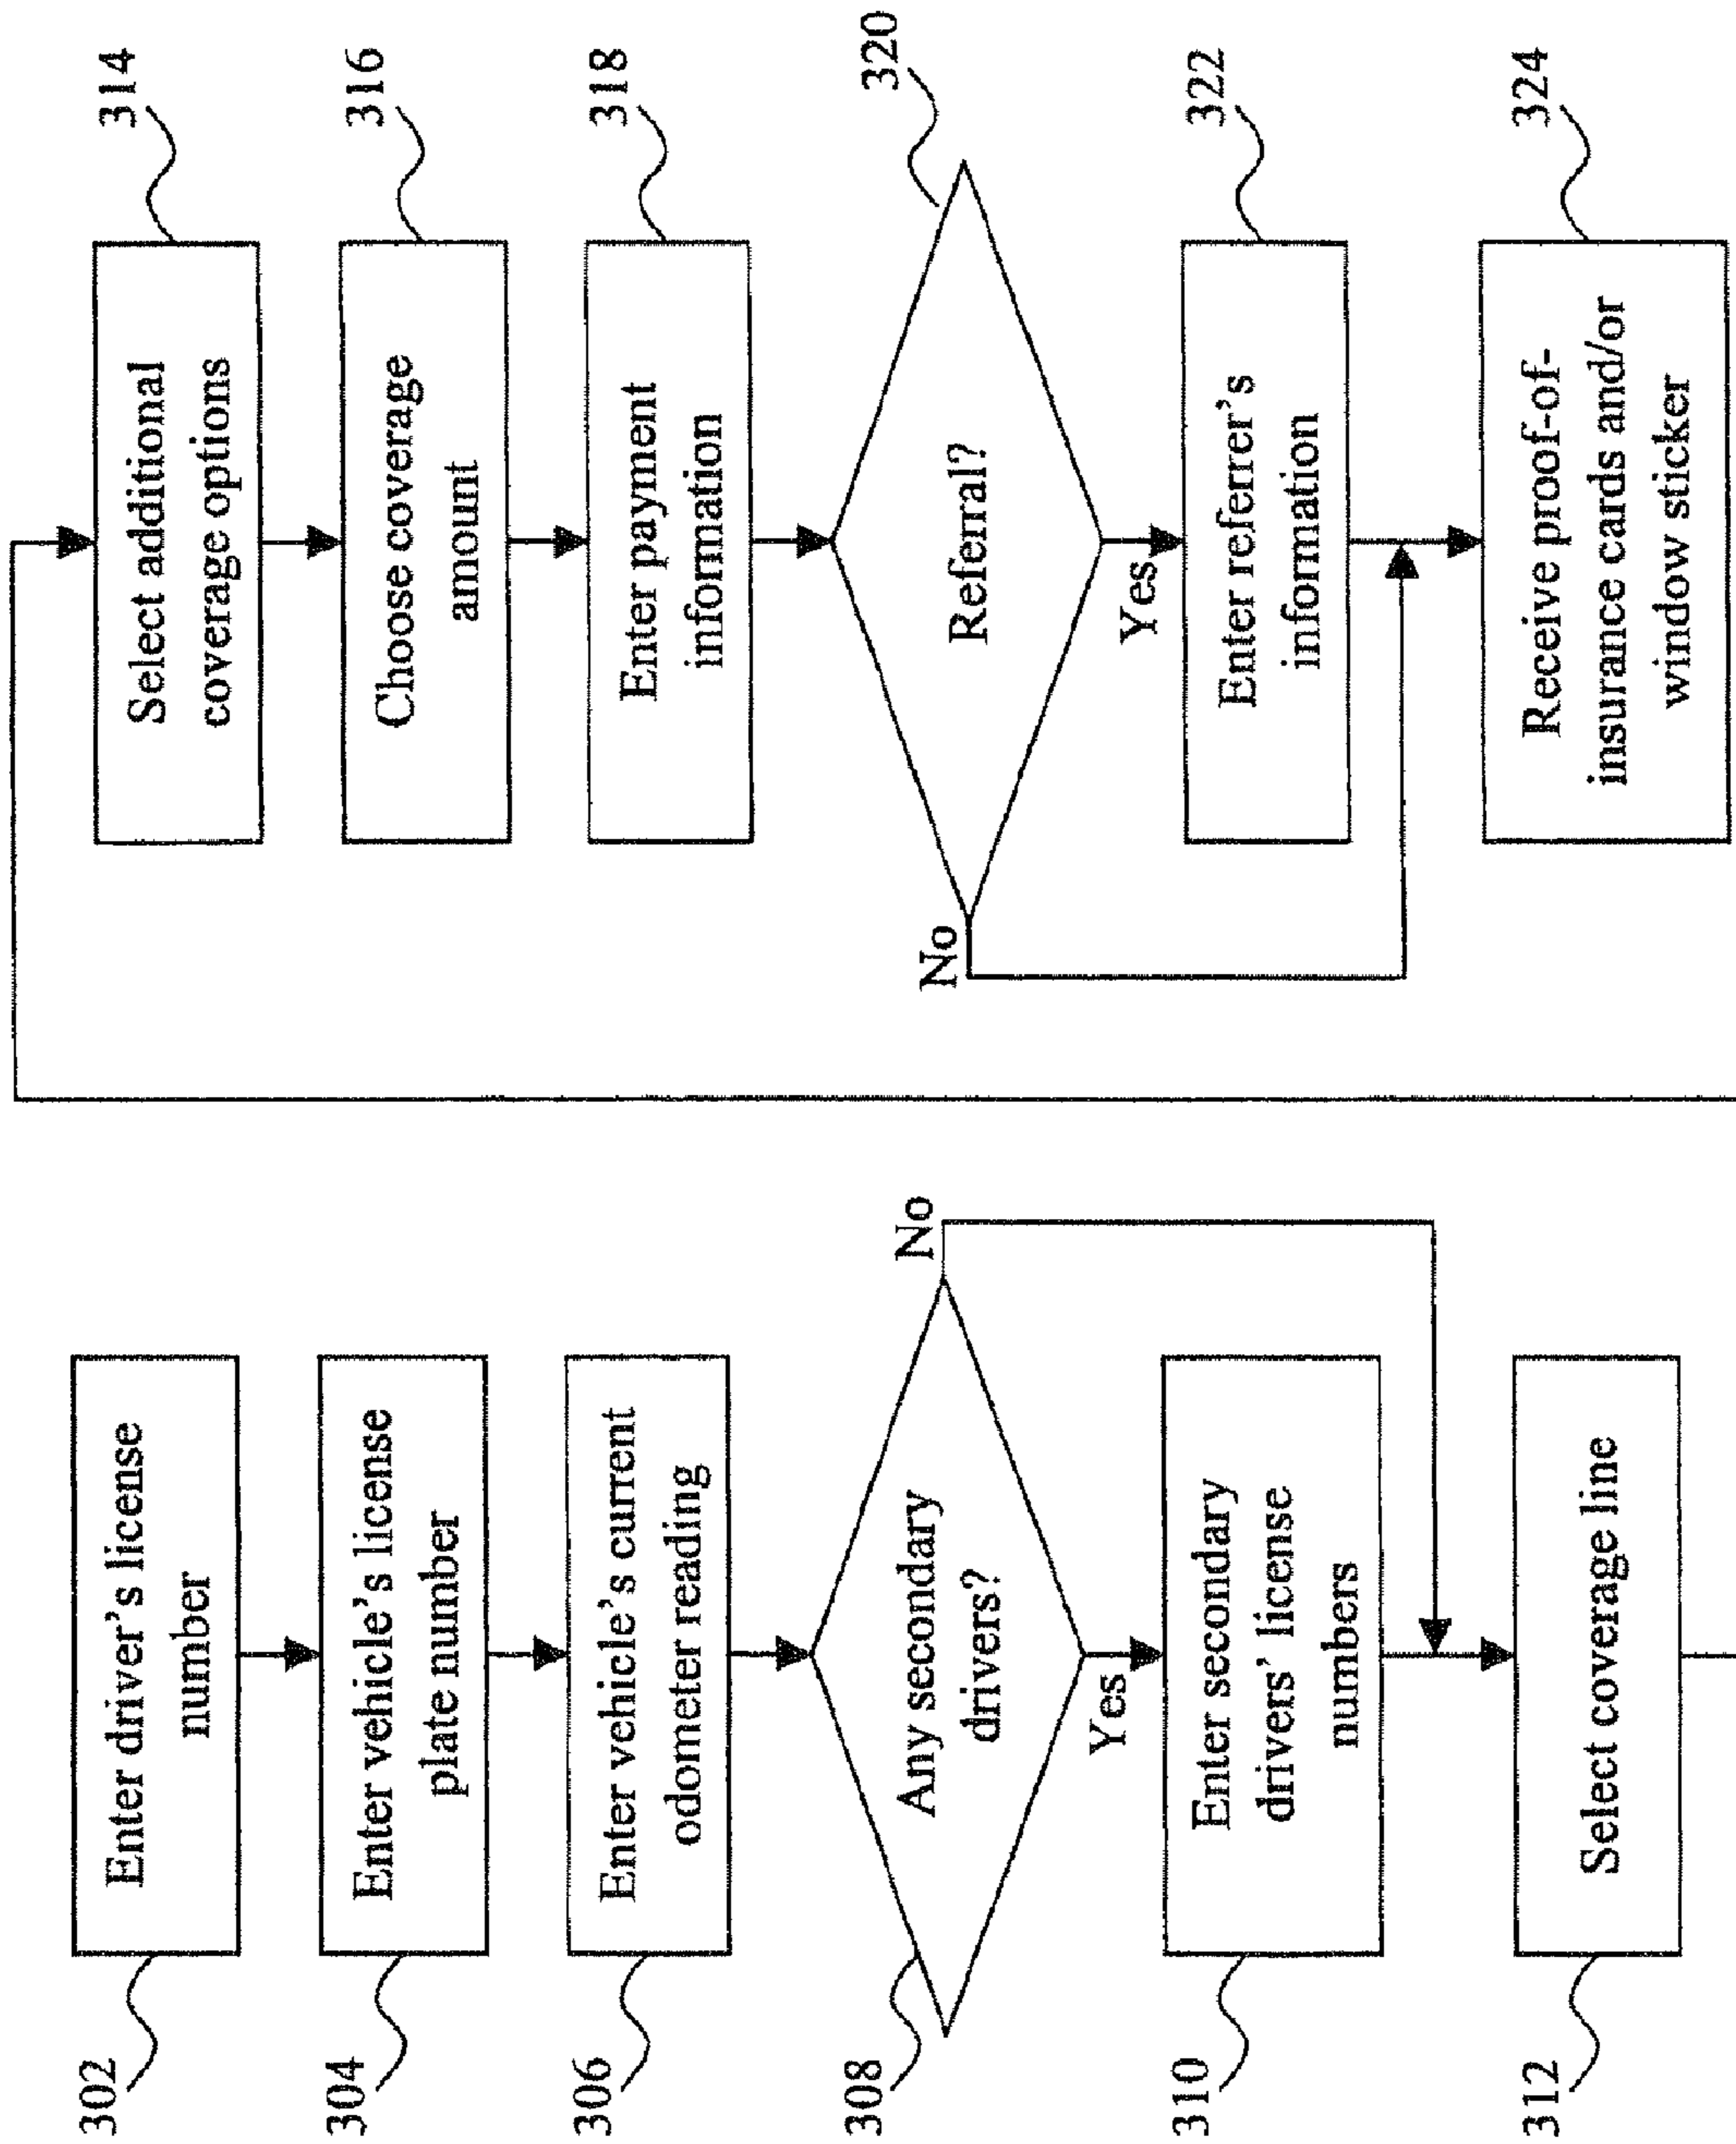 302
Enter driver's license
number
304
Enter vehicle's license
plate number
306
Enter vehicle's current
odometer reading
308
Any secondary
drivers?
No
Yes
310
Enter secondary
drivers' license
numbers
312
Select coverage line
314
Select additional
coverage options
316
Choose coverage
amount
318
Enter payment
information
320
Referral?
No
Yes
322
Enter referrer's
information
324
Receive proof-of-
insurance cards and/or
window sticker